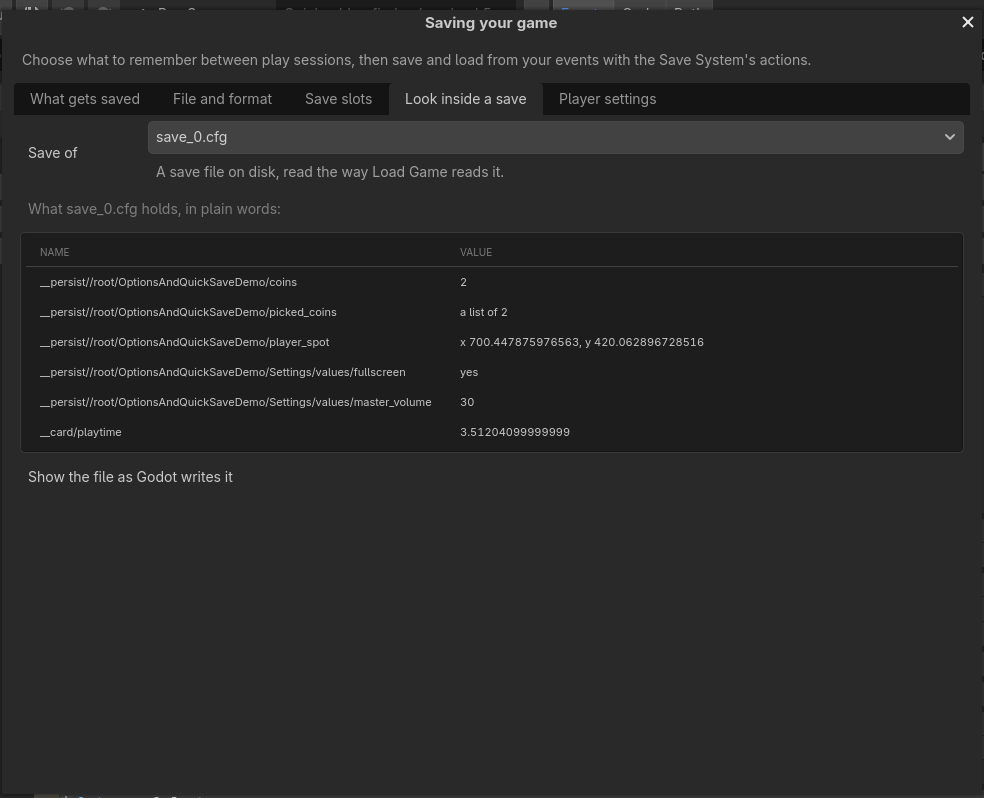 Saving your game
Choose what to remember between play sessions, then save and load from your events with the Save System's actions.
What gets saved File and format Save slots Look inside a save Player settings
Save of save_0.cfg
A save file on disk, read the way Load Game reads it.
What save_0.cfg holds, in plain words:
NAME VALUE
__persist//root/OptionsAndQuickSaveDemo/coins 2
__persist//root/OptionsAndQuickSaveDemo/picked_coins a list of 2
__persist//root/OptionsAndQuickSaveDemo/player_spot x 700.447875976563, y 420.062896728516
__persist//root/OptionsAndQuickSaveDemo/Settings/values/fullscreen yes
__persist//root/OptionsAndQuickSaveDemo/Settings/values/master_volume 30
__card/playtime 3.51204099999999
Show the file as Godot writes it